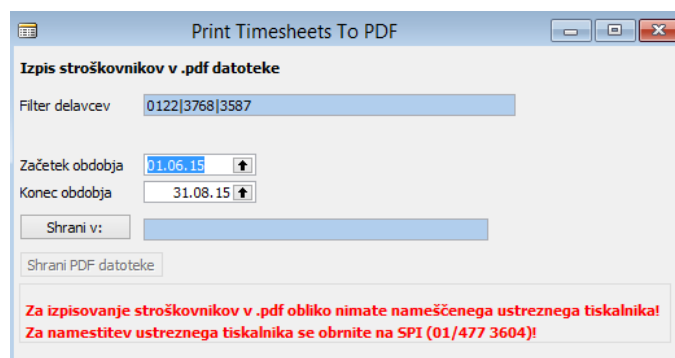 Print Timesheets To PDF
Izpis stroškovnikov v .pdf datoteke
Filter delavcev 0122|3768|3587
Začetek obdobja 01.06.15
Konec obdobja 31.08.15
Shrani v:
Shrani PDF datoteke
Za izpisovanje stroškovnikov v .pdf obliko nimate nameščenega ustreznega tiskalnika!
Za namestitev ustreznega tiskalnika se obrnite na SPI (01/477 3604)!